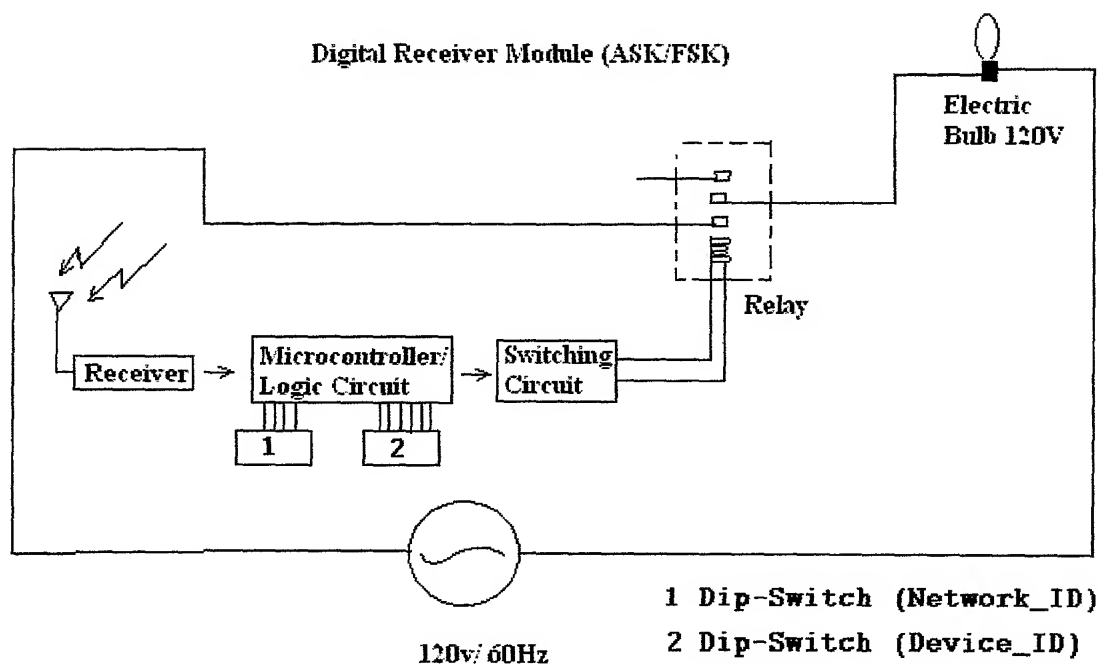 Digital Receiver Module (ASK/FSK)
Electric
Bulb 120V
Relay
Receiver
Microcontroller/
Logic Circuit
Switching
Circuit
1
2
120v/ 60Hz
1 Dip-Switch (Network_ID)
2 Dip-Switch (Device_ID)